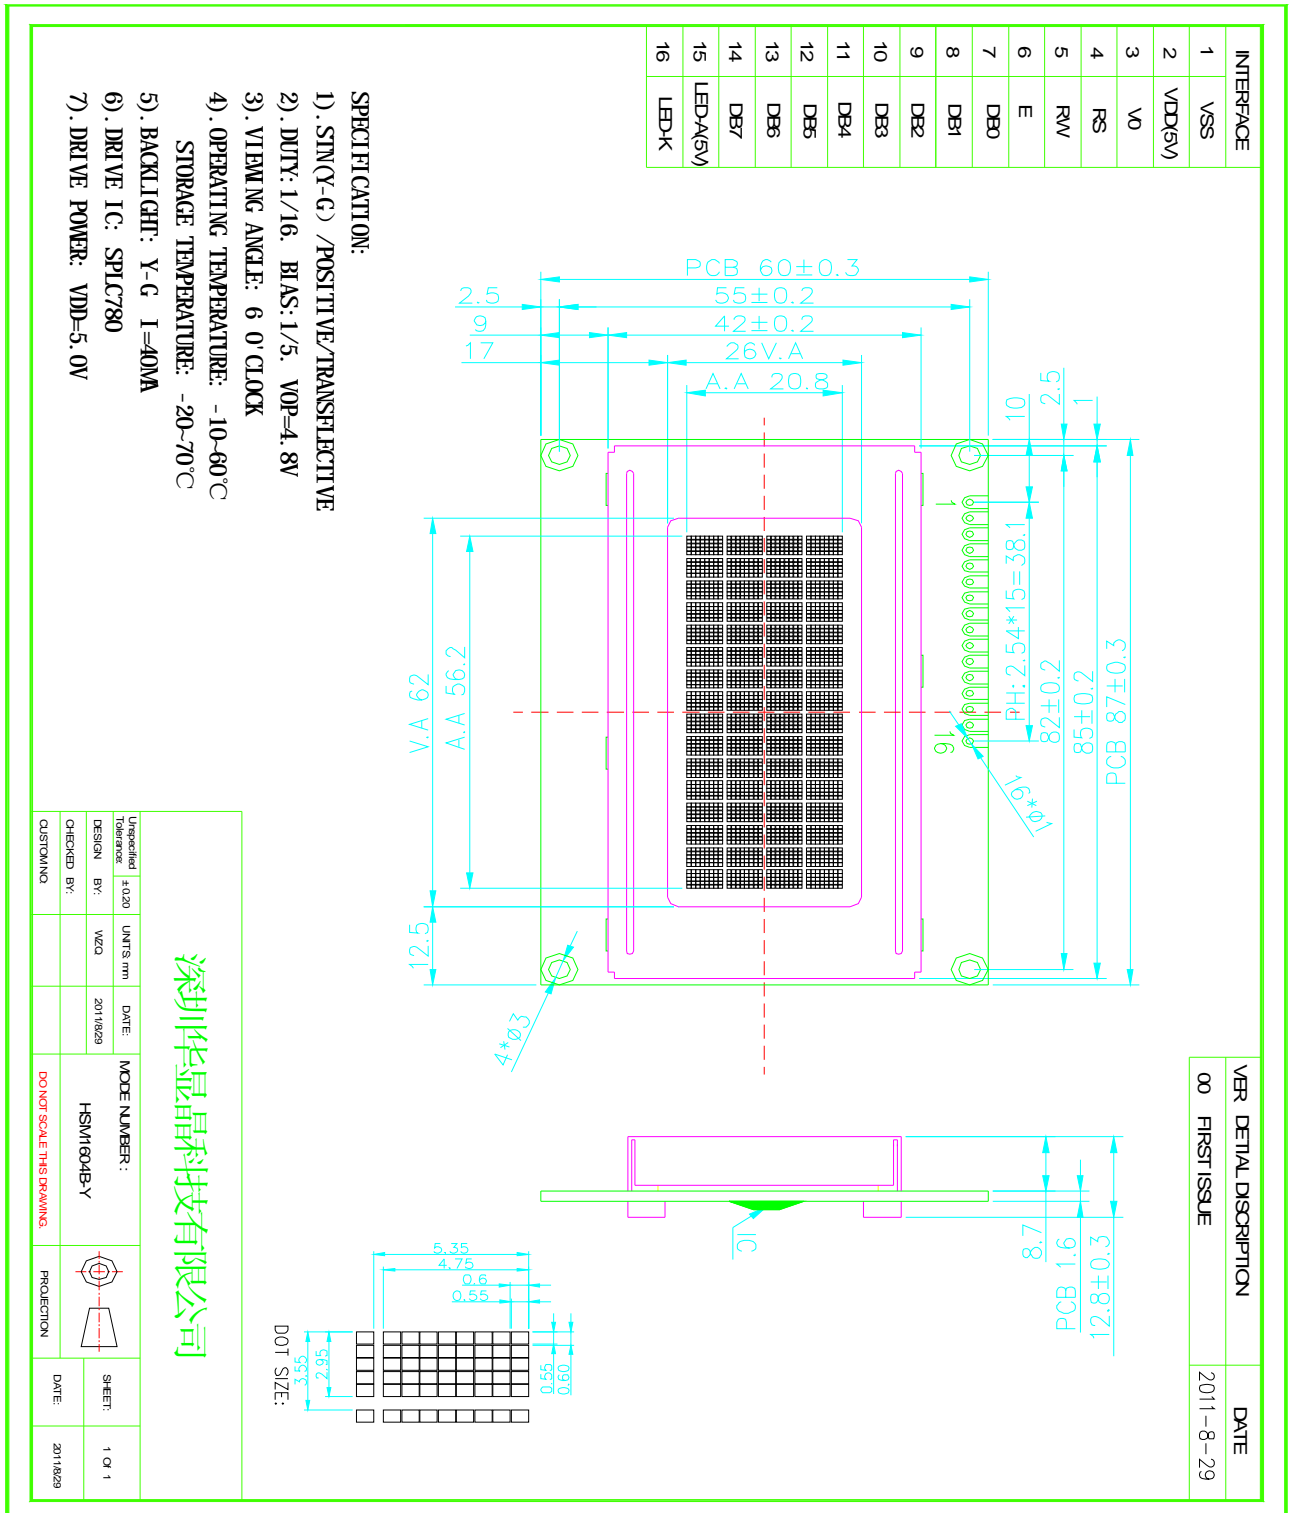 INTERFACE
1 VSS
2 VDD(5V)
3 V0
4 RS
5 RW
6 E
7 DB0
8 DB1
9 DB2
10 DB3
11 DB4
12 DB5
13 DB6
14 DB7
15 LED-A(5V)
16 LED-K
VER DETIAL DISCRIPTION DATE
00 FIRST ISSUE 2011-8-29
PCB 87±0.3
85±0.2
82±0.2
PH:2.54*15=38.1
1
2.5
10
1
16
16*ø1
PCB 60±0.3
55±0.2
42±0.2
26V.A
A.A 20.8
2.5
9
17
A.A 56.2
V.A 62
12.5
4*ø3
12.8±0.3
PCB 1.6
8.7
IC
5.35
4.75
0.6
0.55
0.60
0.55
2.95
3.55
DOT SIZE:
SPECIFICATION:
1).STN(Y-G) /POSITIVE/TRANSFLECTIVE
2).DUTY:1/16. BIAS:1/5. VOP=4.8V
3).VIEWING ANGLE: 6 O'CLOCK
4).OPERATING TEMPERATURE: -10~60℃
STORAGE TEMPERATURE: -20~70℃
5).BACKLIGHT: Y-G I=40MA
6).DRIVE IC: SPLC780
7).DRIVE POWER: VDD=5.0V
深圳华显晶科技有限公司
Unspecified Tolerance: ±0.20 UNITS: mm DATE:
DESIGN BY: WZQ 2011/8/29
CHECKED BY:
CUSTOM NO:
MODE NUMBER :
HSM1604B-Y
DO NOT SCALE THIS DRAWING.
PROJECTION
SHEET: 1 OF 1
DATE: 2011/8/29